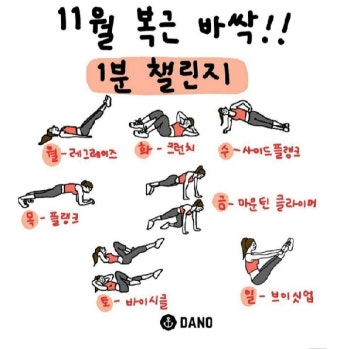 11월 복근 바싹!!
1분 챌린지
월-레그레이즈
화-크런치
수-사이드플랭크
목-플랭크
금-마운틴 클라이머
토-바이시클
일-브이싯업
DANO